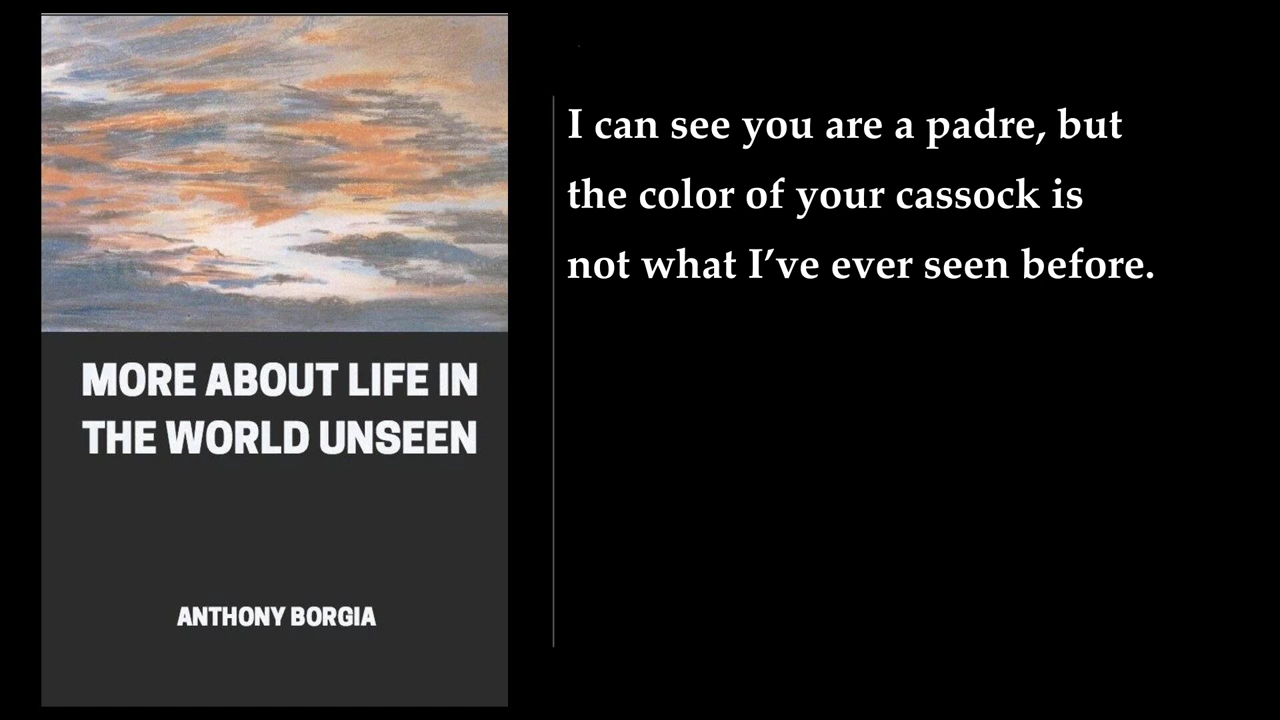 MORE ABOUT LIFE IN
THE WORLD UNSEEN
ANTHONY BORGIA
I can see you are a padre, but
the color of your cassock is
not what I’ve ever seen before.